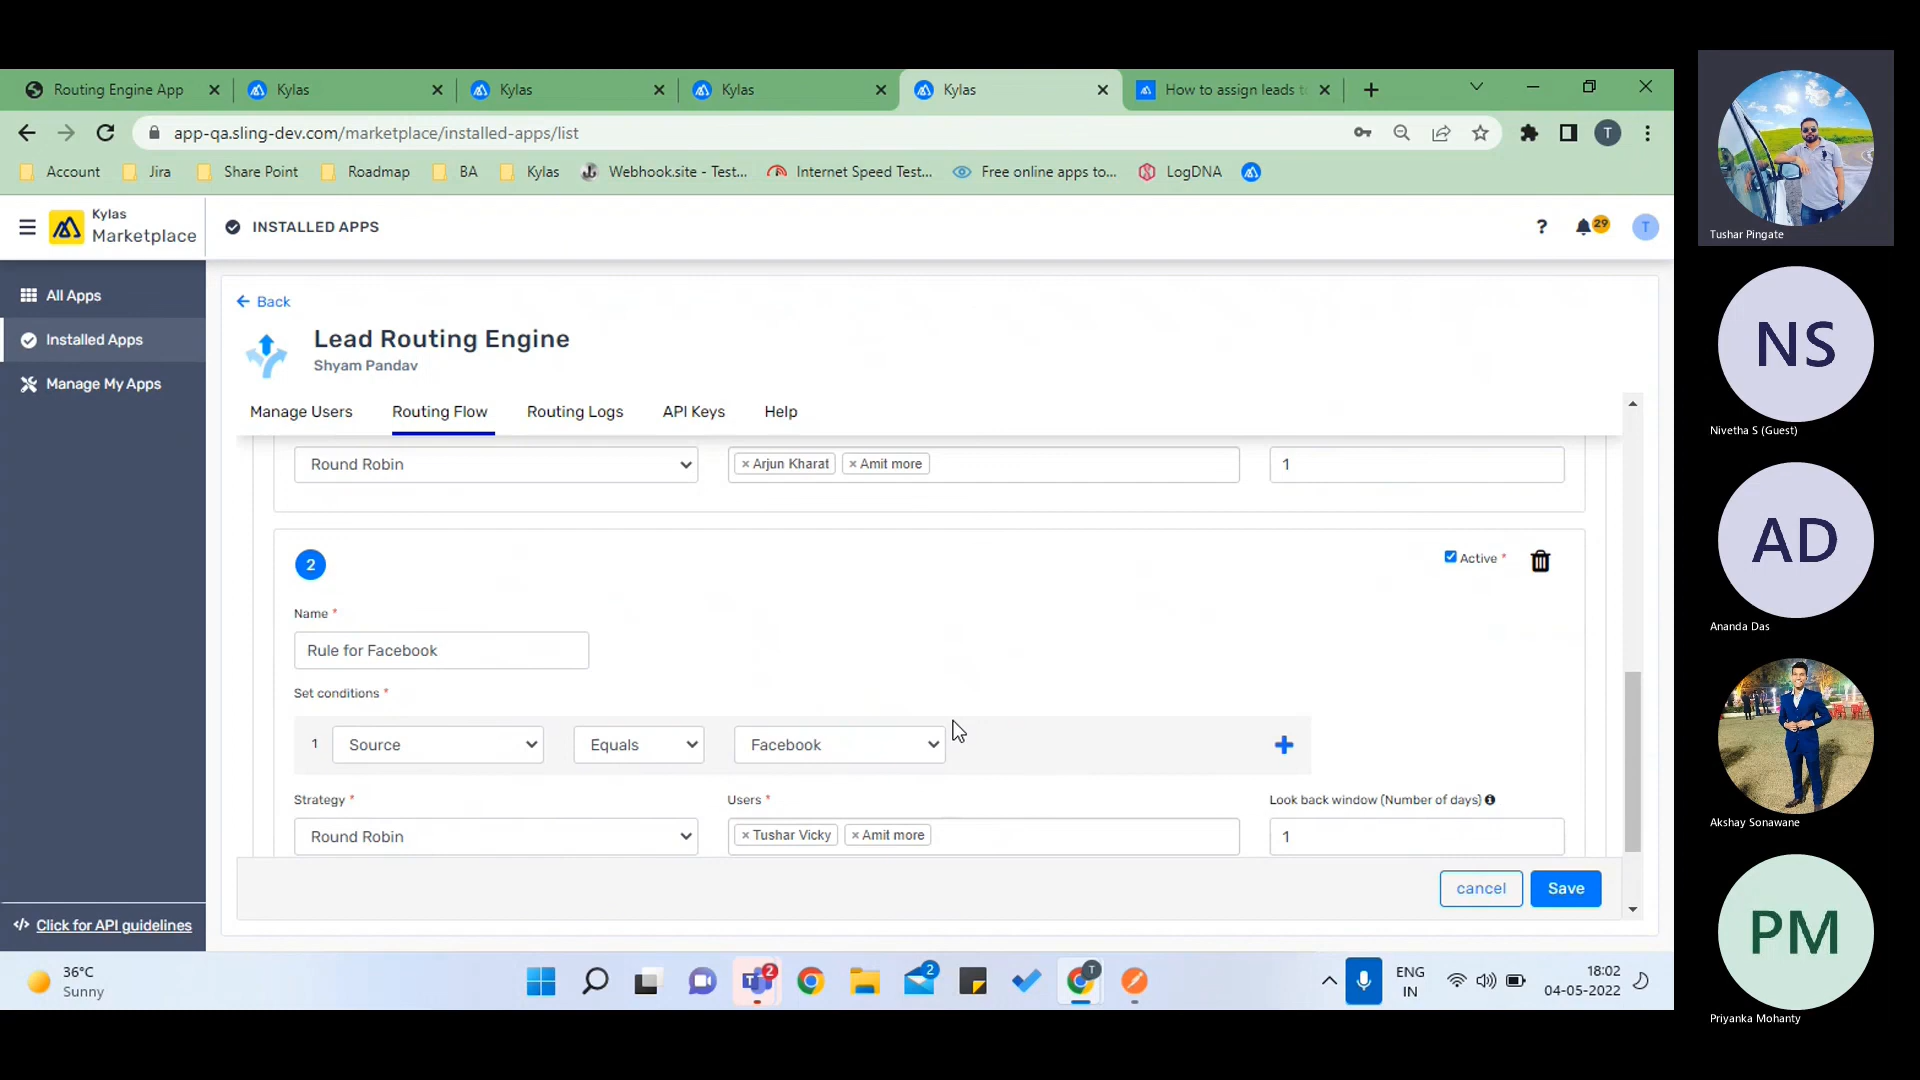 Routing Engine App
Kylas
Kylas
Kylas
Kylas
How to assign leads t
app-qa.sling-dev.com/marketplace/installed-apps/list
T
Account
Jira
Share Point
Roadmap
BA
Kylas
Webhook.site - Test...
Internet Speed Test...
Free online apps to...
LogDNA
Kylas
Marketplace
INSTALLED APPS
?
29
T
All Apps
Installed Apps
Manage My Apps
Click for API guidelines
Back
Lead Routing Engine
Shyam Pandav
Manage Users
Routing Flow
Routing Logs
API Keys
Help
Round Robin
× Arjun Kharat
× Amit more
1
2
Active *
Name *
Rule for Facebook
Set conditions *
1
Source
Equals
Facebook
Strategy *
Users *
Look back window (Number of days)
Round Robin
× Tushar Vicky
× Amit more
1
cancel
Save
36°C
Sunny
2
2
T
ENG
IN
18:02
04-05-2022
Tushar Pingate
NS
Nivetha S (Guest)
AD
Ananda Das
Akshay Sonawane
PM
Priyanka Mohanty